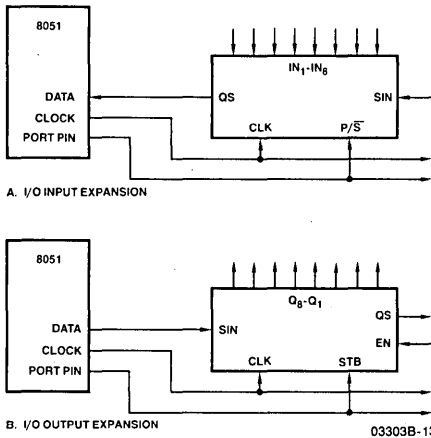 8051
IN₁-IN₈
DATA
QS
SIN
CLOCK
CLK
P/S̅
PORT PIN
A. I/O INPUT EXPANSION
8051
Q₈-Q₁
QS
DATA
SIN
EN
CLOCK
CLK
STB
PORT PIN
B. I/O OUTPUT EXPANSION
03303B-13